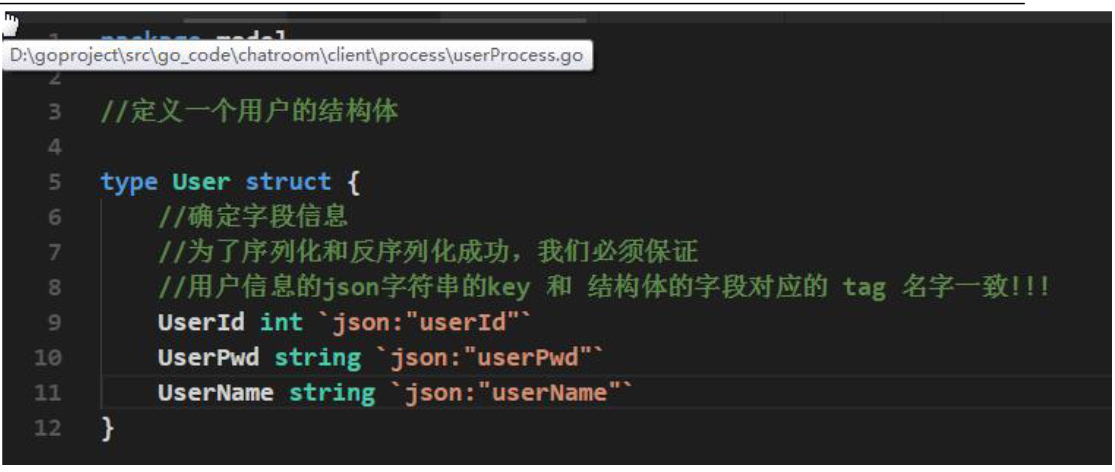 D:\goproject\src\go_code\chatroom\client\process\userProcess.go
2
3 //定义一个用户的结构体
4
5 type User struct {
6 //确定字段信息
7 //为了序列化和反序列化成功，我们必须保证
8 //用户信息的json字符串的key 和 结构体的字段对应的 tag 名字一致!!!
9 UserId int `json:"userId"`
10 UserPwd string `json:"userPwd"`
11 UserName string `json:"userName"`
12 }